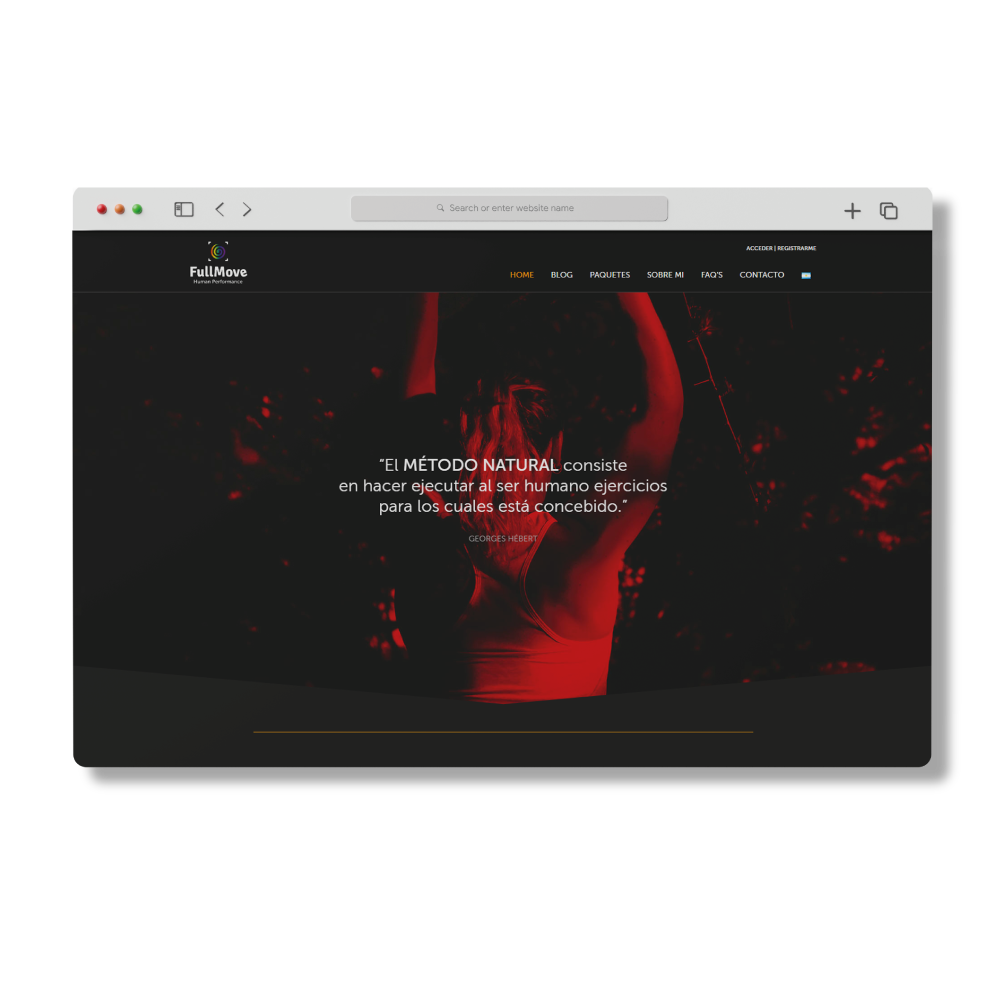 Search or enter website name
FullMove
Human Performance
ACCEDER | REGISTRARME
HOME BLOG PAQUETES SOBRE MI FAQ'S CONTACTO
“El MÉTODO NATURAL consiste
en hacer ejecutar al ser humano ejercicios
para los cuales está concebido.”
GEORGES HÉBERT